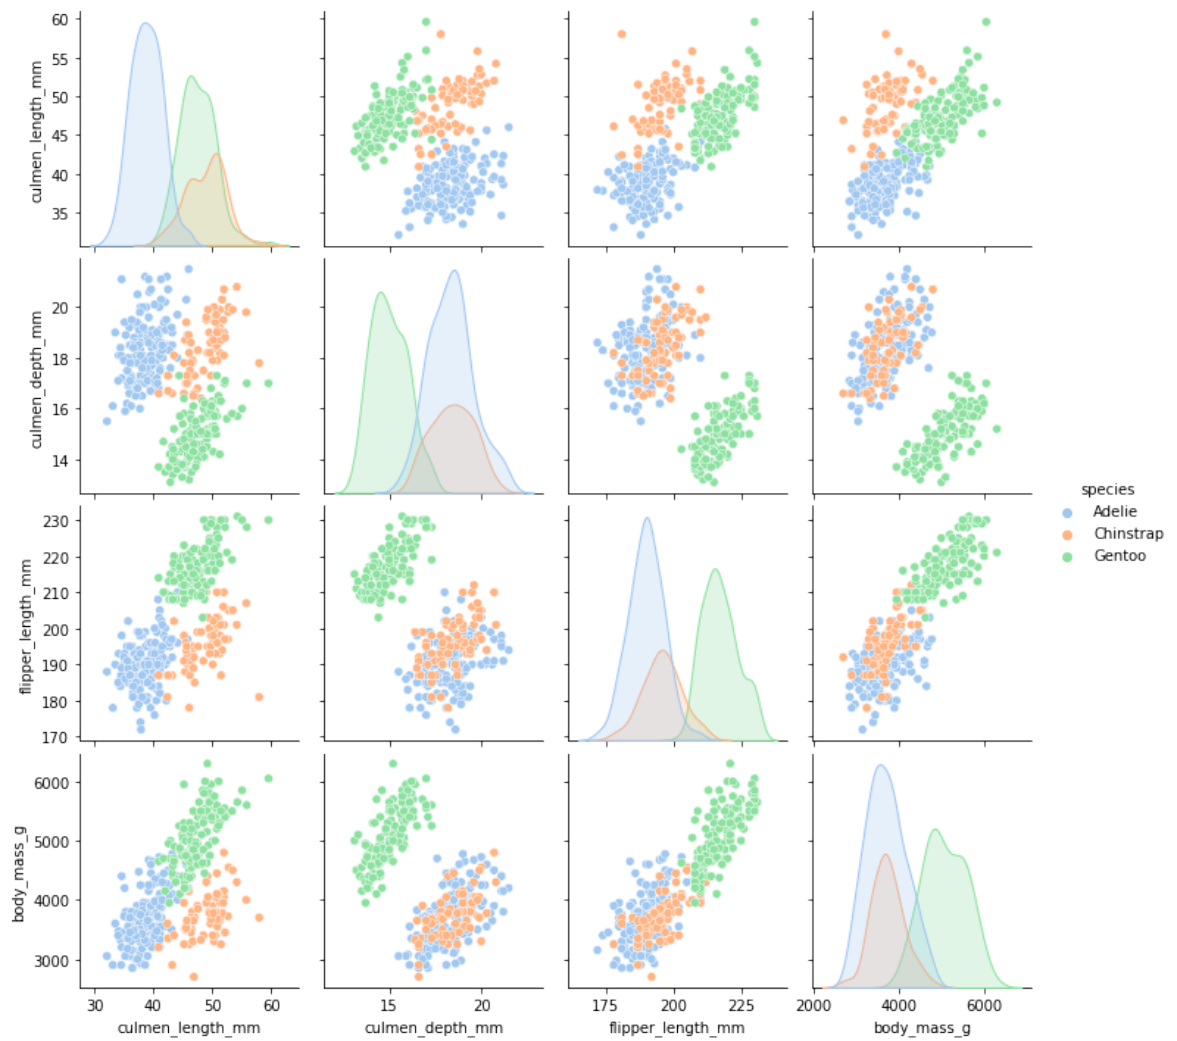 60
55
50
45
40
35
culmen_length_mm
20
18
16
14
culmen_depth_mm
species
Adelie
Chinstrap
Gentoo
230
220
210
200
190
180
170
flipper_length_mm
6000
5000
4000
3000
body_mass_g
30 40 50 60 15 20 175 200 225 2000 4000 6000
culmen_length_mm culmen_depth_mm flipper_length_mm body_mass_g